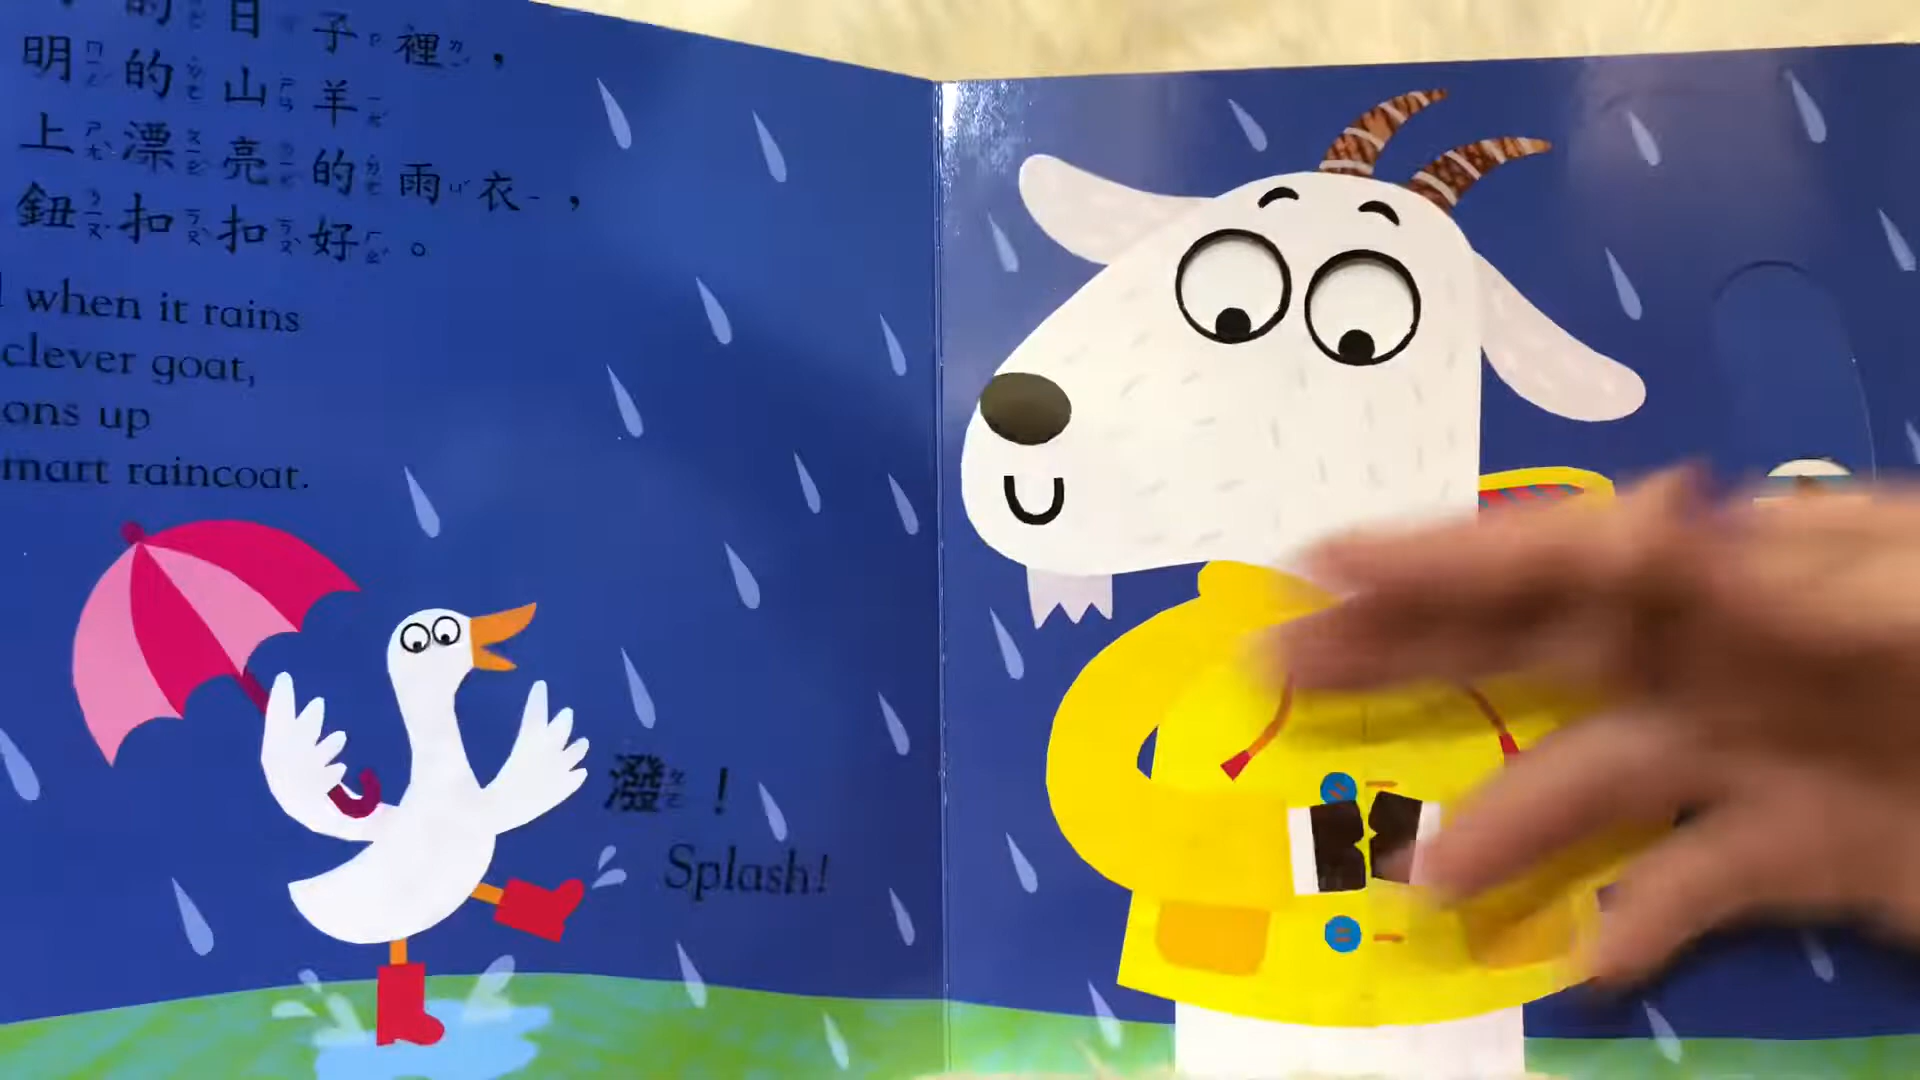 的日子裡，
明的山羊
上漂亮的雨衣，
鈕扣扣好。
when it rains
clever goat,
ons up
mart raincoat.
潑！
Splash!